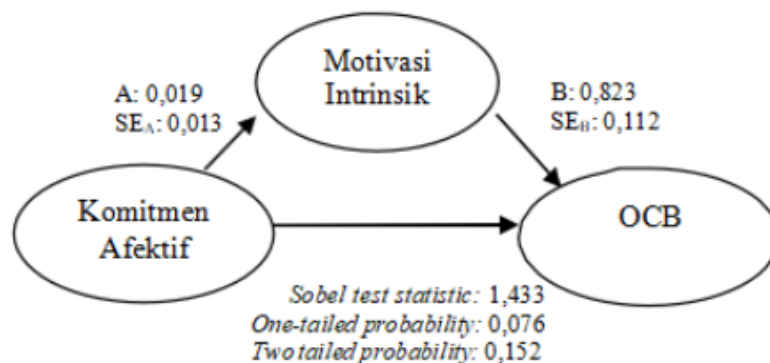 Motivasi
Intrinsik
A: 0,019
SEA: 0,013
B: 0,823
SEB: 0,112
Komitmen
Afektif
OCB
Sobel test statistic: 1,433
One-tailed probability: 0,076
Two tailed probability: 0,152